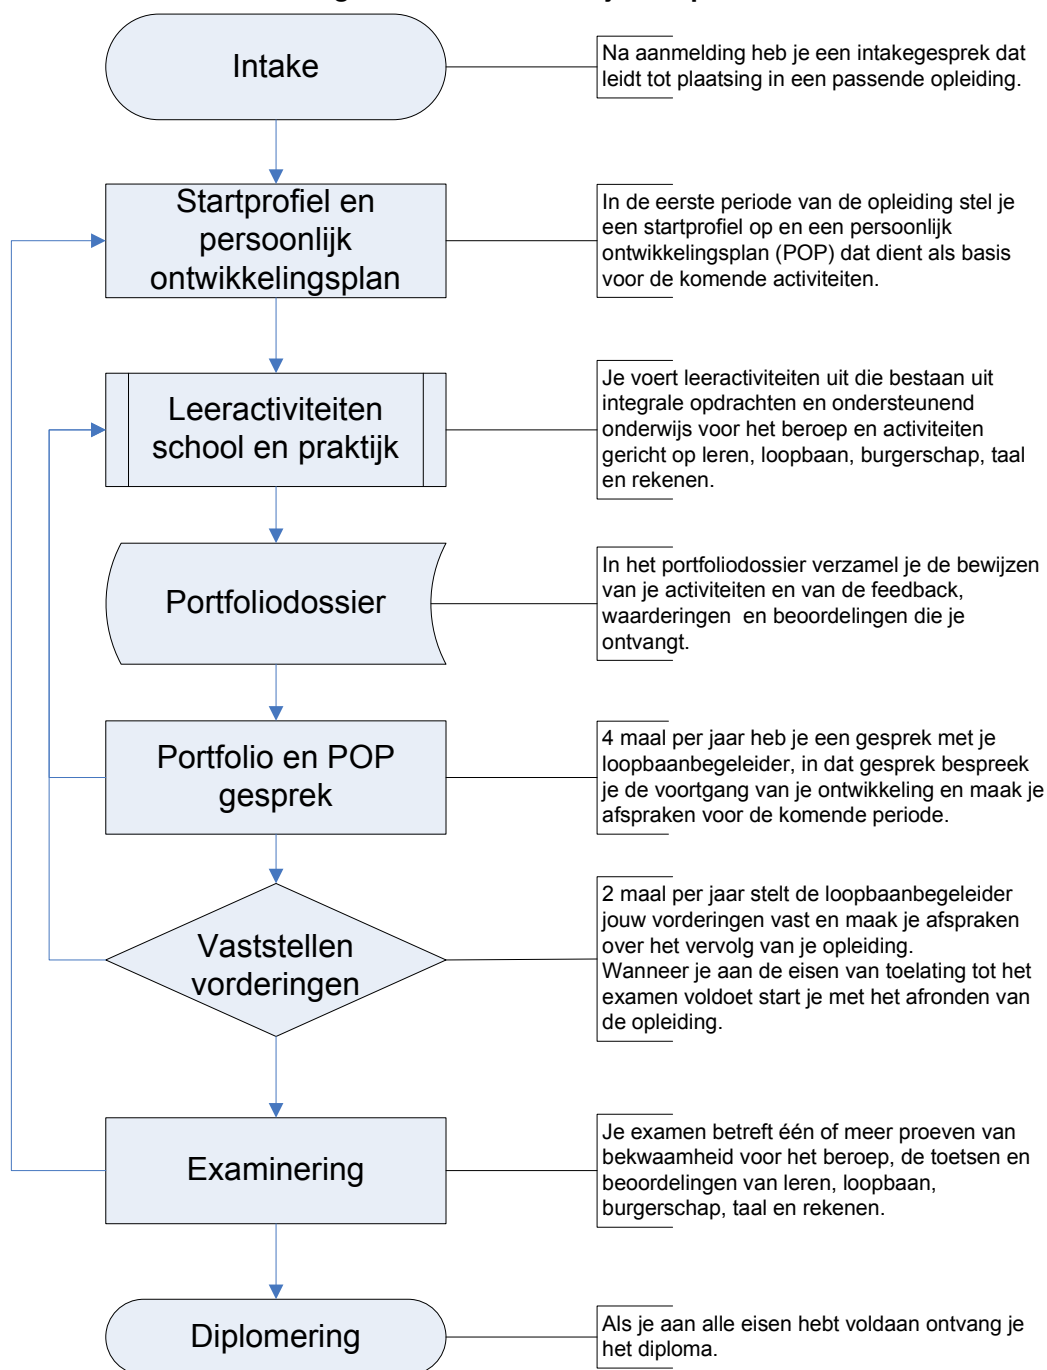 Intake
Na aanmelding heb je een intakegesprek dat
leidt tot plaatsing in een passende opleiding.
Startprofiel en
persoonlijk
ontwikkelingsplan
In de eerste periode van de opleiding stel je
een startprofiel op en een persoonlijk
ontwikkelingsplan (POP) dat dient als basis
voor de komende activiteiten.
Leeractiviteiten
school en praktijk
Je voert leeractiviteiten uit die bestaan uit
integrale opdrachten en ondersteunend
onderwijs voor het beroep en activiteiten
gericht op leren, loopbaan, burgerschap, taal
en rekenen.
Portfoliodossier
In het portfoliodossier verzamel je de bewijzen
van je activiteiten en van de feedback,
waarderingen  en beoordelingen die je
ontvangt.
Portfolio en POP
gesprek
4 maal per jaar heb je een gesprek met je
loopbaanbegeleider, in dat gesprek bespreek
je de voortgang van je ontwikkeling en maak je
afspraken voor de komende periode.
Vaststellen
vorderingen
2 maal per jaar stelt de loopbaanbegeleider
jouw vorderingen vast en maak je afspraken
over het vervolg van je opleiding.
Wanneer je aan de eisen van toelating tot het
examen voldoet start je met het afronden van
de opleiding.
Examinering
Je examen betreft één of meer proeven van
bekwaamheid voor het beroep, de toetsen en
beoordelingen van leren, loopbaan,
burgerschap, taal en rekenen.
Diplomering
Als je aan alle eisen hebt voldaan ontvang je
het diploma.